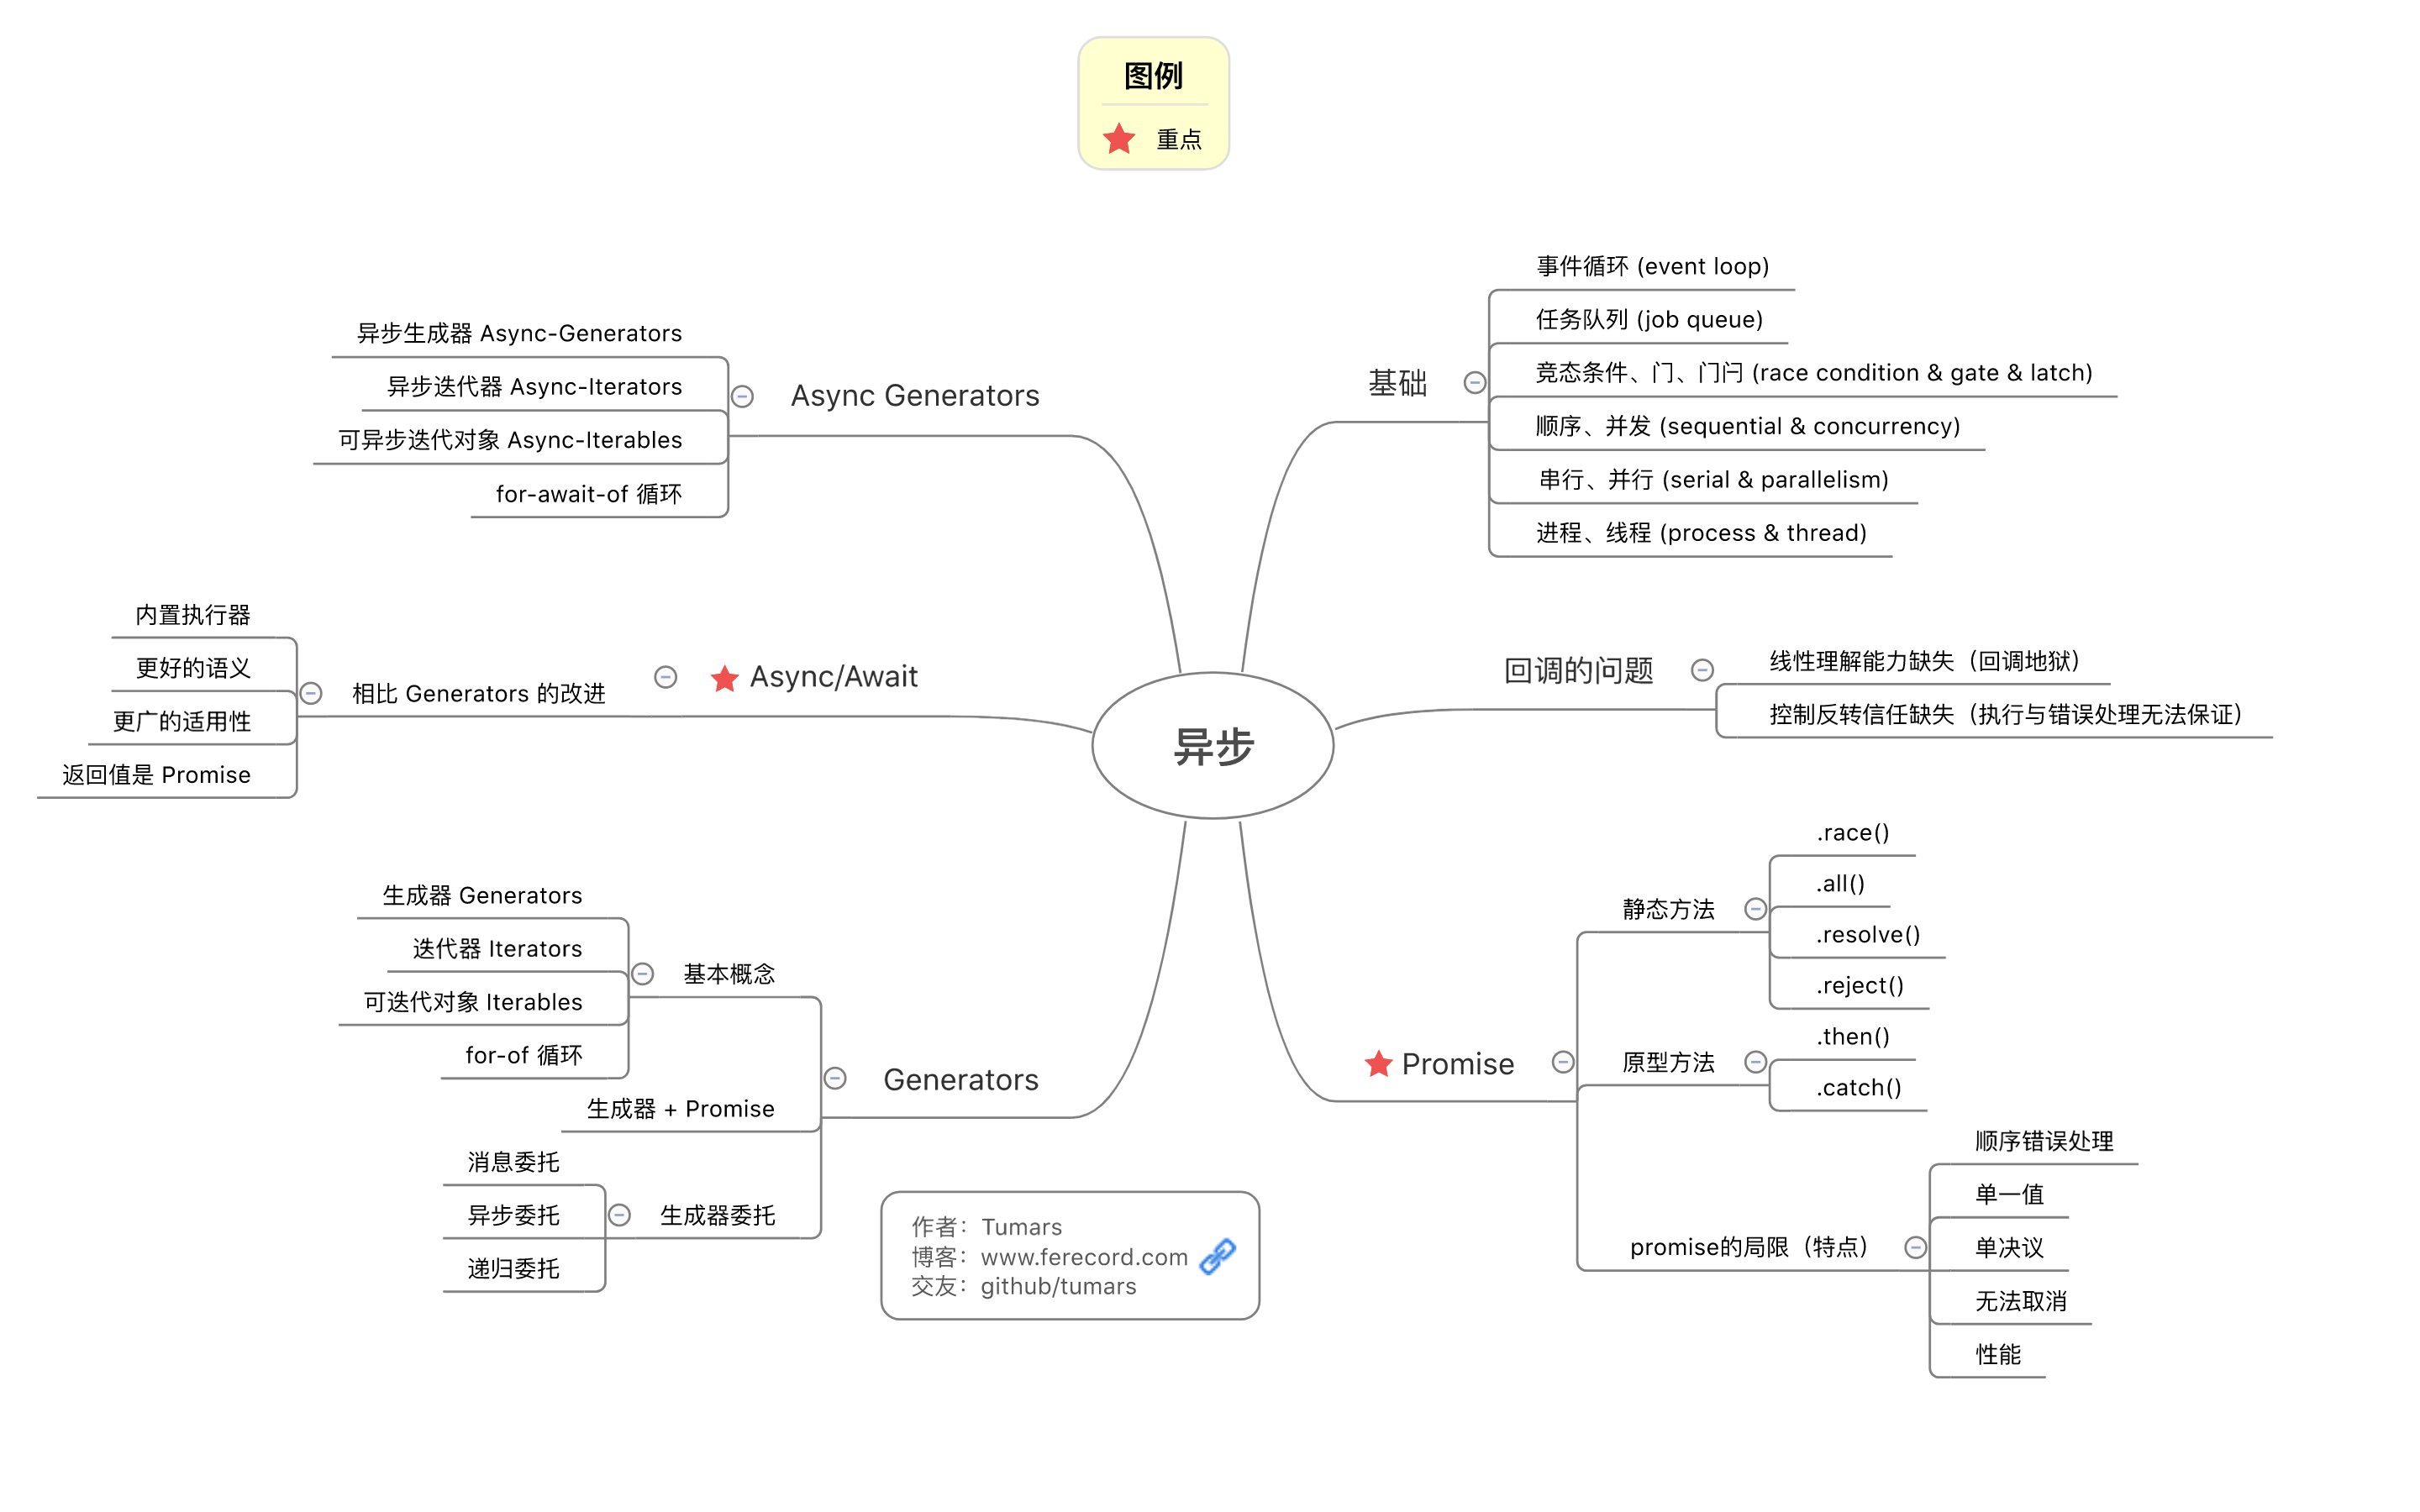 图例
重点
异步
基础
事件循环 (event loop)
任务队列 (job queue)
竞态条件、门、门闩 (race condition & gate & latch)
顺序、并发 (sequential & concurrency)
串行、并行 (serial & parallelism)
进程、线程 (process & thread)
回调的问题
线性理解能力缺失（回调地狱）
控制反转信任缺失（执行与错误处理无法保证）
Promise
静态方法
.race()
.all()
.resolve()
.reject()
原型方法
.then()
.catch()
promise的局限（特点）
顺序错误处理
单一值
单决议
无法取消
性能
Async Generators
异步生成器 Async-Generators
异步迭代器 Async-Iterators
可异步迭代对象 Async-Iterables
for-await-of 循环
Async/Await
相比 Generators 的改进
内置执行器
更好的语义
更广的适用性
返回值是 Promise
Generators
基本概念
生成器 Generators
迭代器 Iterators
可迭代对象 Iterables
for-of 循环
生成器 + Promise
生成器委托
消息委托
异步委托
递归委托
作者：Tumars
博客：www.ferecord.com
交友：github/tumars